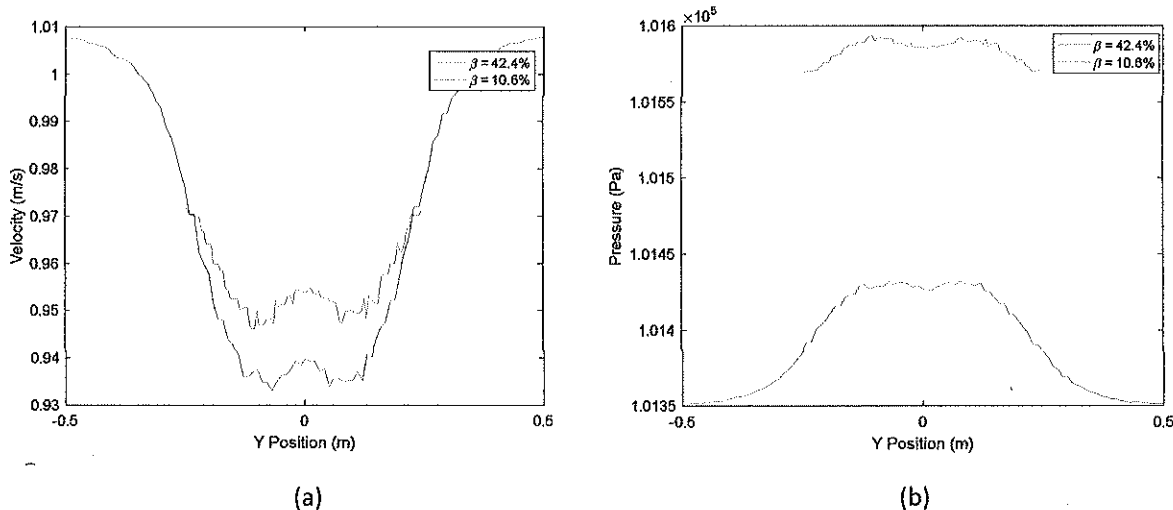 1.01
1
0.99
0.98
0.97
0.96
0.95
0.94
0.93
Velocity (m/s)
-0.5
0
0.5
Y Position (m)
β = 42.4%
β = 10.6%
(a)
×10⁵
1.016
1.0155
1.015
1.0145
1.014
1.0135
Pressure (Pa)
-0.5
0
0.5
Y Position (m)
β = 42.4%
β = 10.6%
(b)